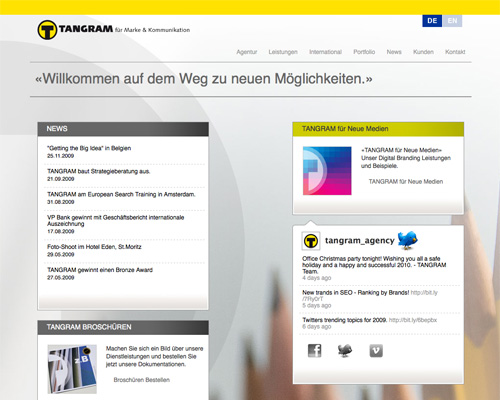 TANGRAM für Marke & Kommunikation
DE EN
Agentur Leistungen International Portfolio News Kunden Kontakt
«Willkommen auf dem Weg zu neuen Möglichkeiten.»
NEWS
"Getting the Big Idea" in Belgien
25.11.2009
TANGRAM baut Strategieberatung aus.
21.09.2009
TANGRAM am European Search Training in Amsterdam.
31.08.2009
VP Bank gewinnt mit Geschäftsbericht internationale
Auszeichnung
17.08.2009
Foto-Shoot im Hotel Eden, St.Moritz
29.05.2009
TANGRAM gewinnt einen Bronze Award
27.05.2009
TANGRAM BROSCHÜREN
Machen Sie sich ein Bild über unsere
Dienstleistungen und bestellen Sie
jetzt unsere Dokumentationen.
Broschüren Bestellen
TANGRAM für Neue Medien
«TANGRAM für Neue Medien»
Unser Digital Branding Leistungen
und Beispiele.
TANGRAM für Neue Medien
tangram_agency
Office Christmas party tonight! Wishing you all a safe
holiday and a happy and successful 2010. - TANGRAM
Team.
4 days ago
New trands in SEO - Ranking by Brands! http://bit.ly
/7Ry0rT
5 days ago
Twitters trending topics for 2009. http://bit.ly/6bepbx
6 days ago